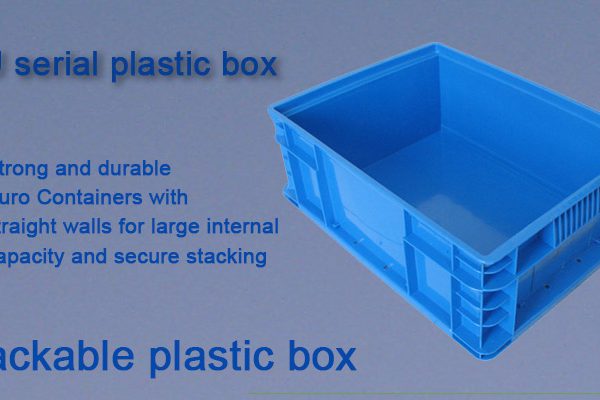 serial plastic box
trong and durable
uro Containers with
traight walls for large internal
apacity and secure stacking
ackable plastic box